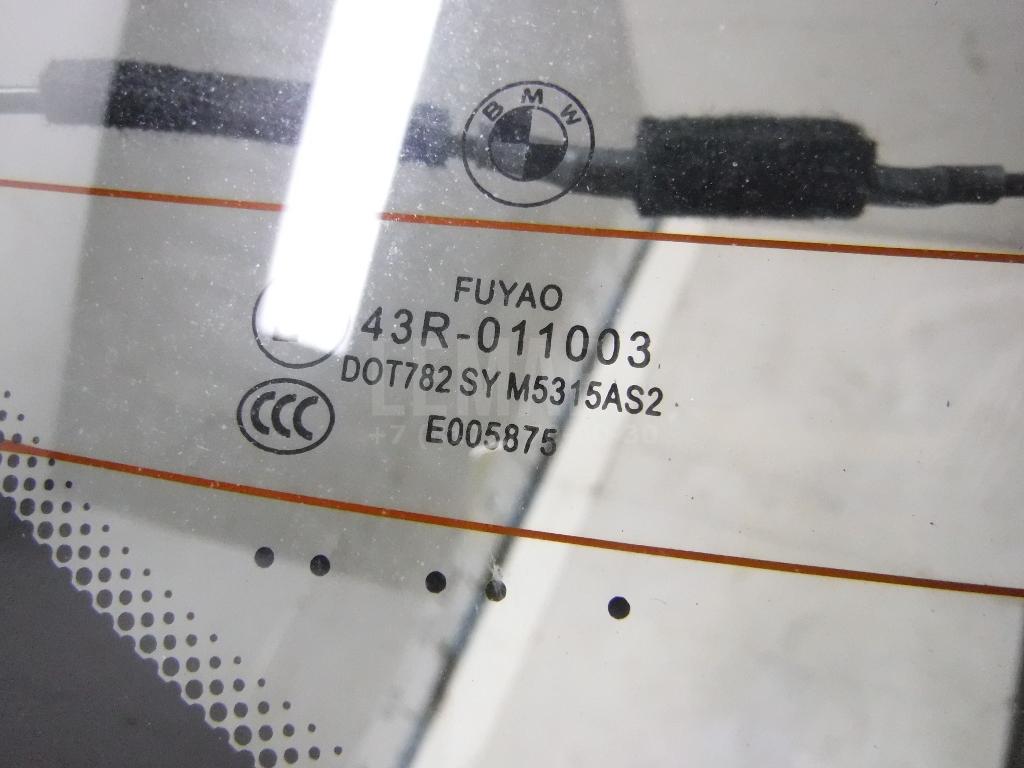 BMW
FUYAO
43R-011003
DOT782 SY M5315AS2
CCC
E005875